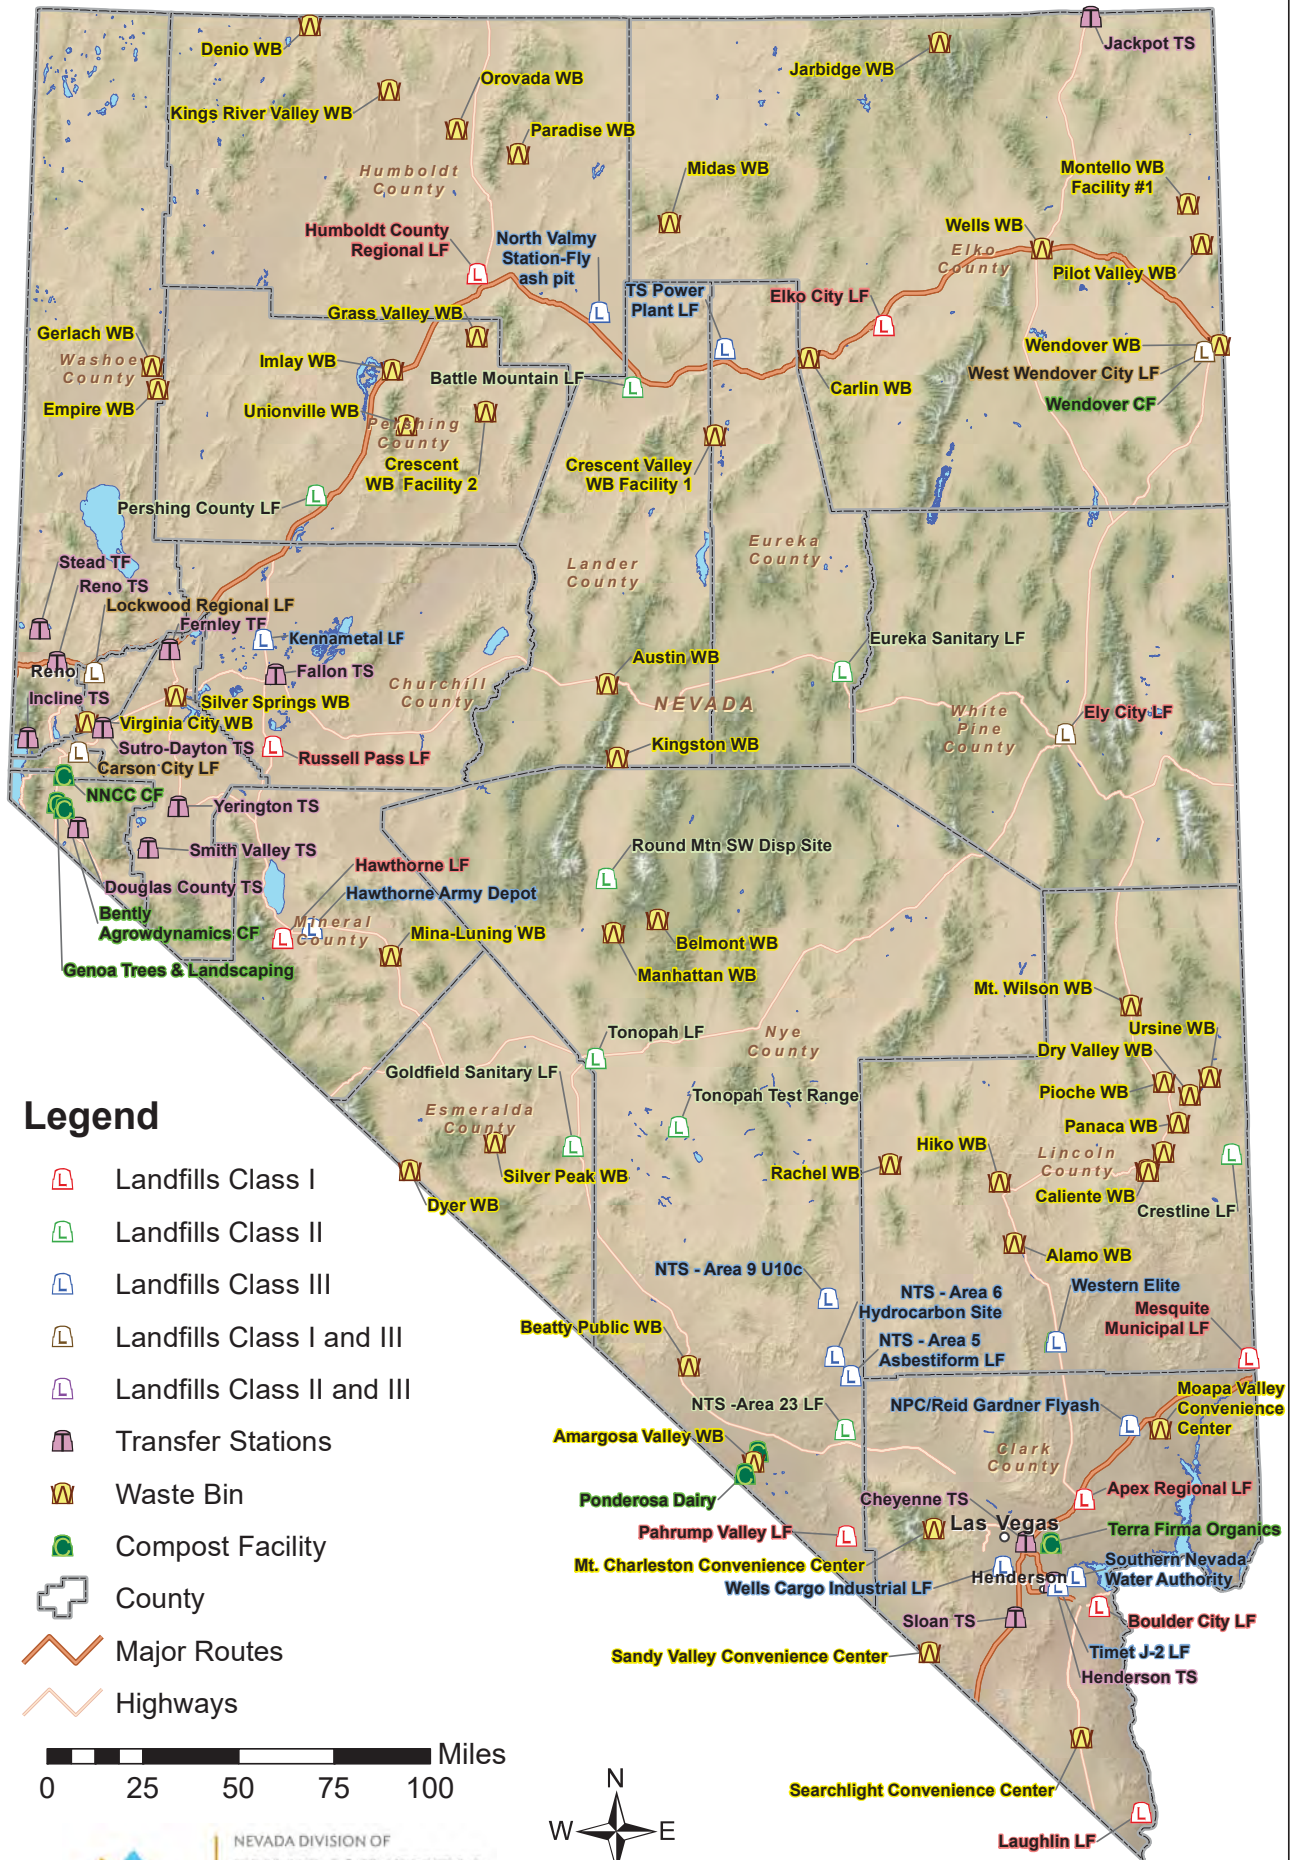 Denio WB
Jackpot TS
Jarbidge WB
Orovada WB
Kings River Valley WB
Paradise WB
Humboldt
County
Midas WB
Montello WB
Facility #1
Humboldt County
Regional LF
North Valmy
Station-Fly
ash pit
Wells WB
Elko
County
Pilot Valley WB
TS Power
Plant LF
Elko City LF
Grass Valley WB
Gerlach WB
Washoe
County
Imlay WB
Battle Mountain LF
Carlin WB
Wendover WB
West Wendover City LF
Wendover CF
Empire WB
Unionville WB
Pershing
County
Crescent
WB Facility 2
Crescent Valley
WB Facility 1
Pershing County LF
Lander
County
Eureka
County
Stead TF
Reno TS
Lockwood Regional LF
Fernley TF
Kennametal LF
Eureka Sanitary LF
Reno
Fallon TS
Austin WB
Incline TS
Silver Springs WB
Churchill
County
NEVADA
Virginia City WB
White
Pine
County
Ely City LF
Sutro-Dayton TS
Kingston WB
Russell Pass LF
Carson City LF
NNCC CF
Yerington TS
Smith Valley TS
Round Mtn SW Disp Site
Hawthorne LF
Douglas County TS
Hawthorne Army Depot
Bently
Agrowdynamics CF
Mineral
County
Mina-Luning WB
Belmont WB
Genoa Trees & Landscaping
Manhattan WB
Mt. Wilson WB
Ursine WB
Tonopah LF
Nye
County
Dry Valley WB
Goldfield Sanitary LF
Pioche WB
Tonopah Test Range
Esmeralda
County
Panaca WB
Hiko WB
Lincoln
County
Rachel WB
Silver Peak WB
Caliente WB
Dyer WB
Crestline LF
Alamo WB
NTS - Area 9 U10c
Western Elite
NTS - Area 6
Hydrocarbon Site
Mesquite
Municipal LF
Beatty Public WB
NTS - Area 5
Asbestiform LF
NTS -Area 23 LF
NPC/Reid Gardner Flyash
Moapa Valley
Convenience
Center
Amargosa Valley WB
Clark
County
Ponderosa Dairy
Cheyenne TS
Apex Regional LF
Las Vegas
Pahrump Valley LF
Terra Firma Organics
Mt. Charleston Convenience Center
Southern Nevada
Water Authority
Wells Cargo Industrial LF
Henderson
Sloan TS
Boulder City LF
Sandy Valley Convenience Center
Timet J-2 LF
Henderson TS
Searchlight Convenience Center
Laughlin LF
Legend
L Landfills Class I
L Landfills Class II
L Landfills Class III
L Landfills Class I and III
L Landfills Class II and III
Transfer Stations
Waste Bin
C Compost Facility
County
Major Routes
Highways
Miles
0 25 50 75 100
N
W E
NEVADA DIVISION OF